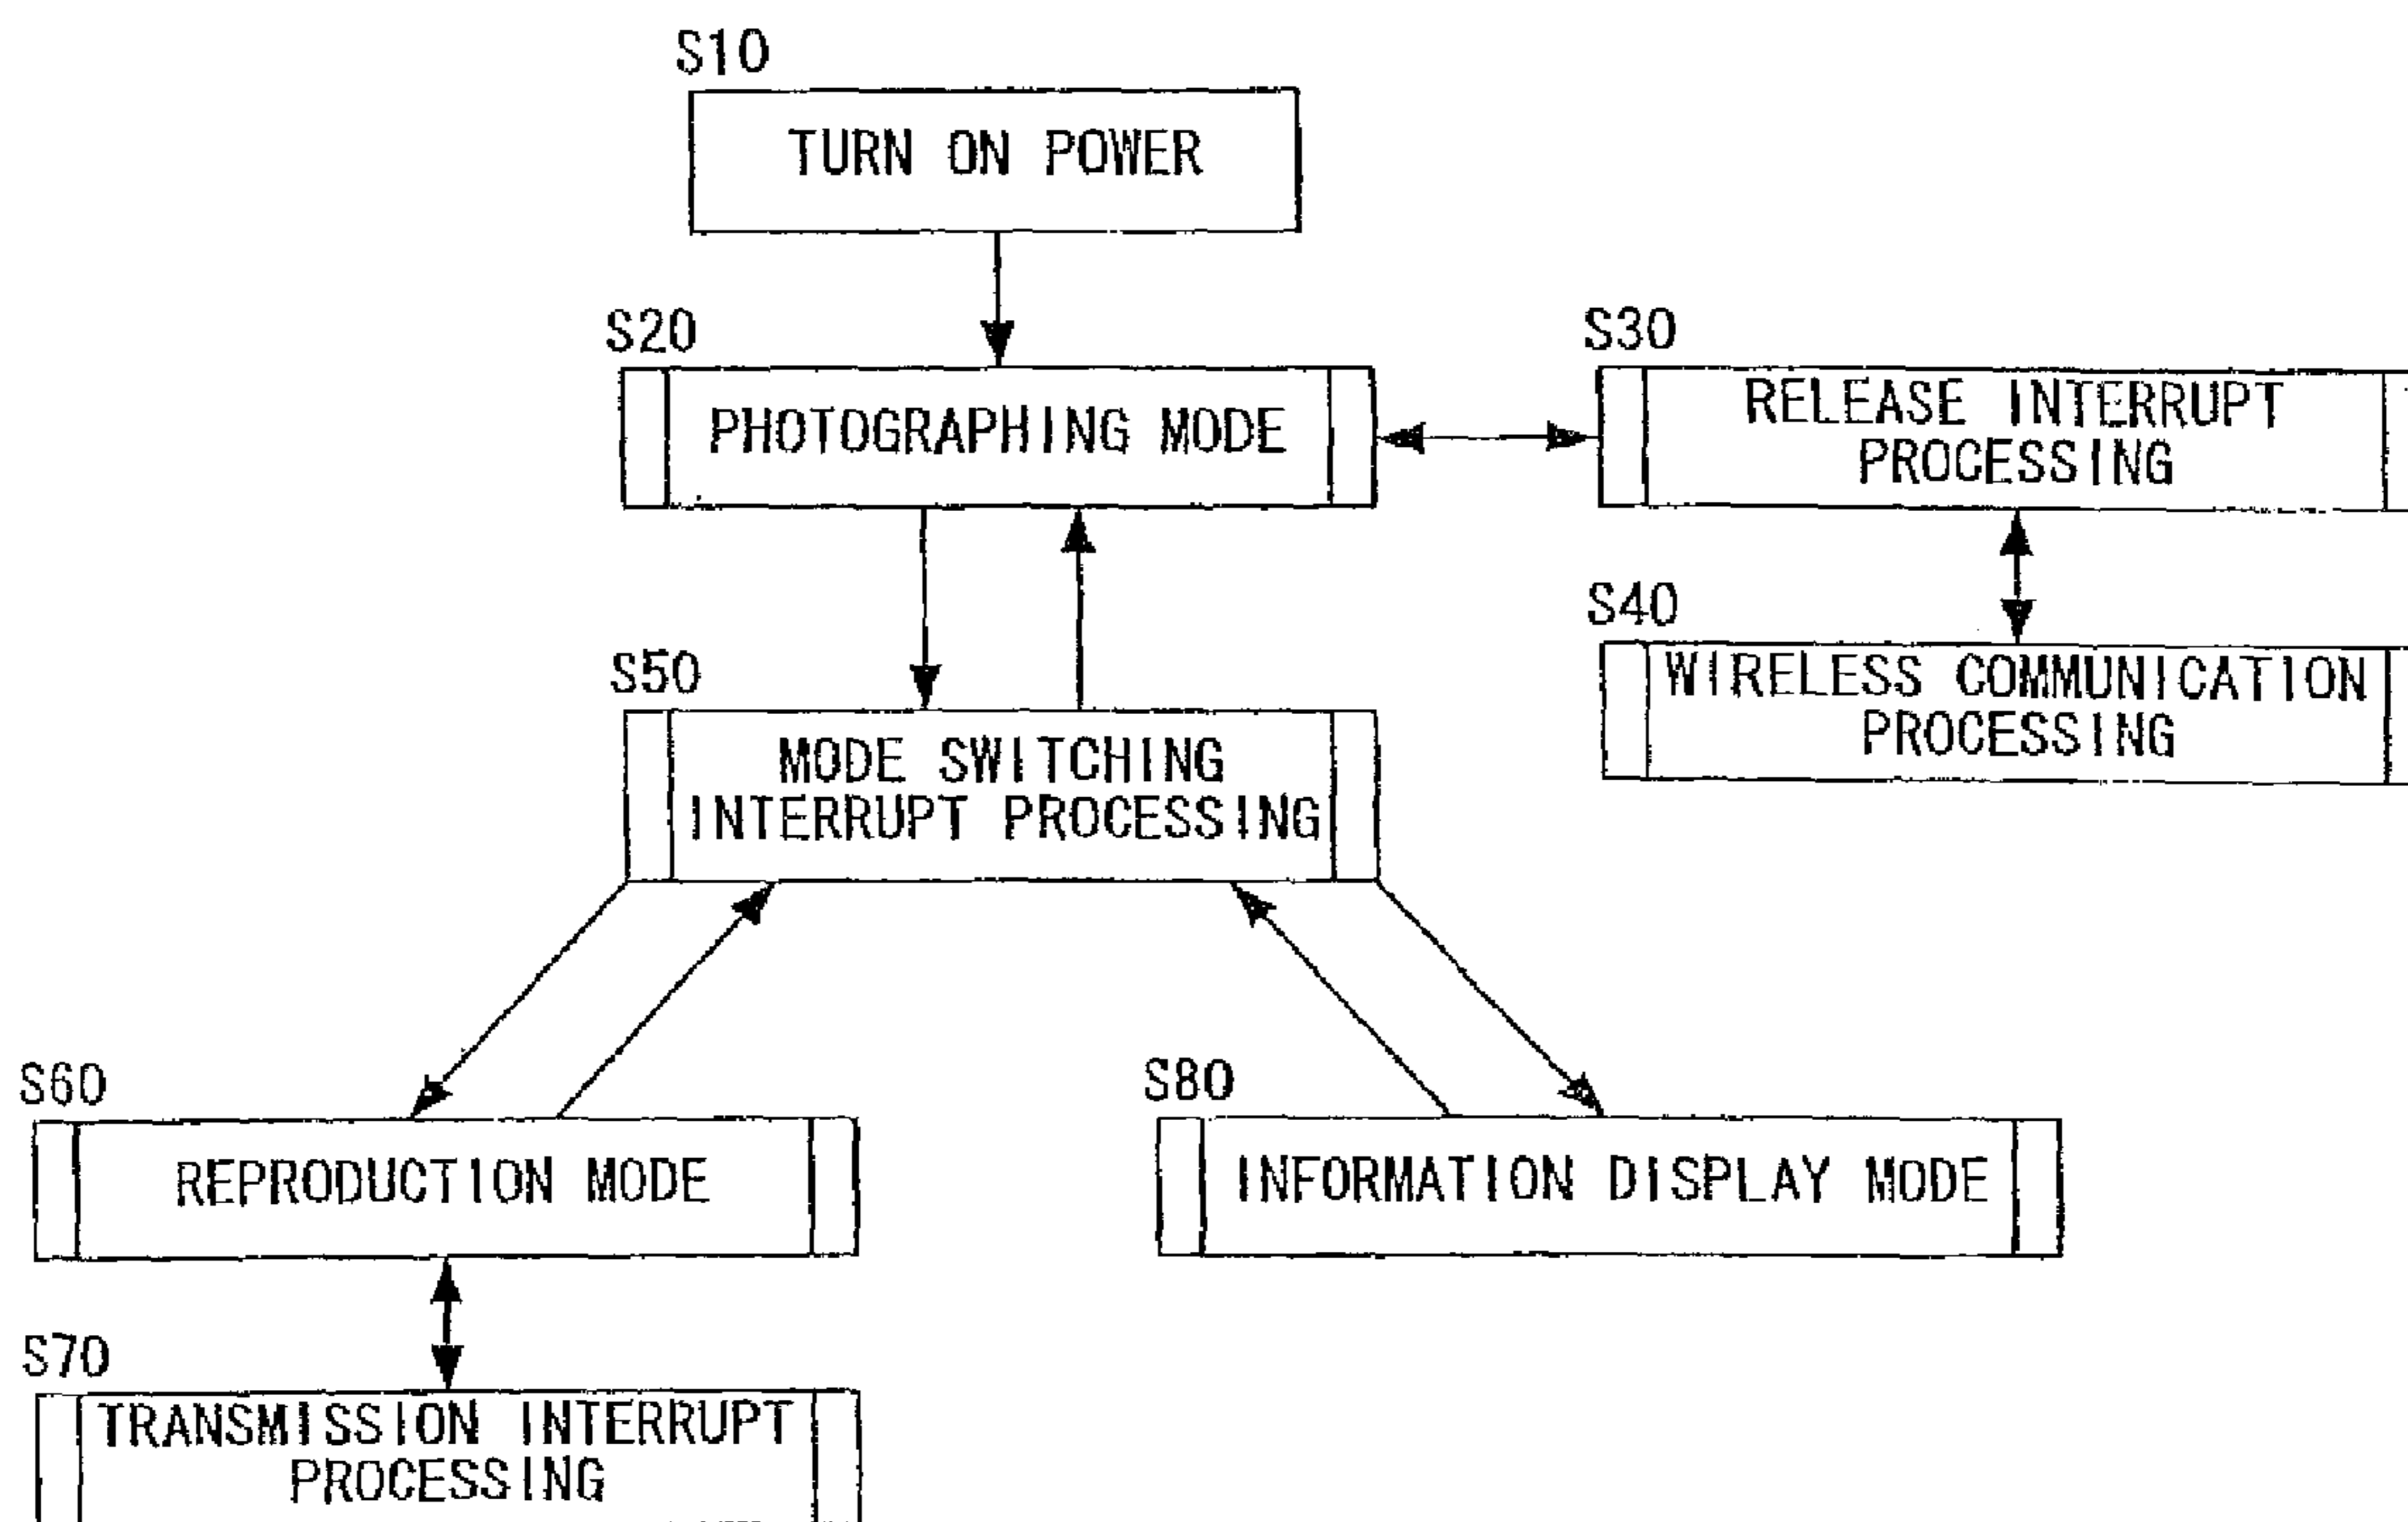 S10
TURN ON POWER
S20
PHOTOGRAPHING MODE
S30
RELEASE INTERRUPT
PROCESSING
S40
WIRELESS COMMUNICATION
PROCESSING
S50
MODE SWITCHING
INTERRUPT PROCESSING
S60
REPRODUCTION MODE
S80
INFORMATION DISPLAY MODE
S70
TRANSMISSION INTERRUPT
PROCESSING